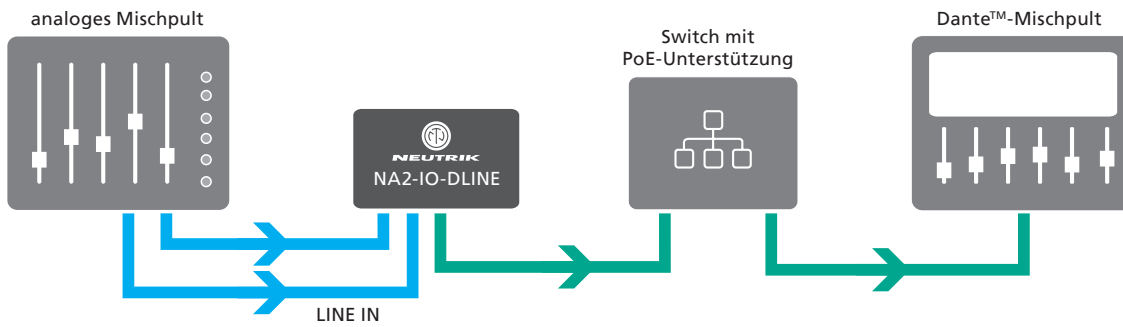 analoges Mischpult
Switch mit
PoE-Unterstützung
Dante™-Mischpult
NEUTRIK
NA2-IO-DLINE
LINE IN